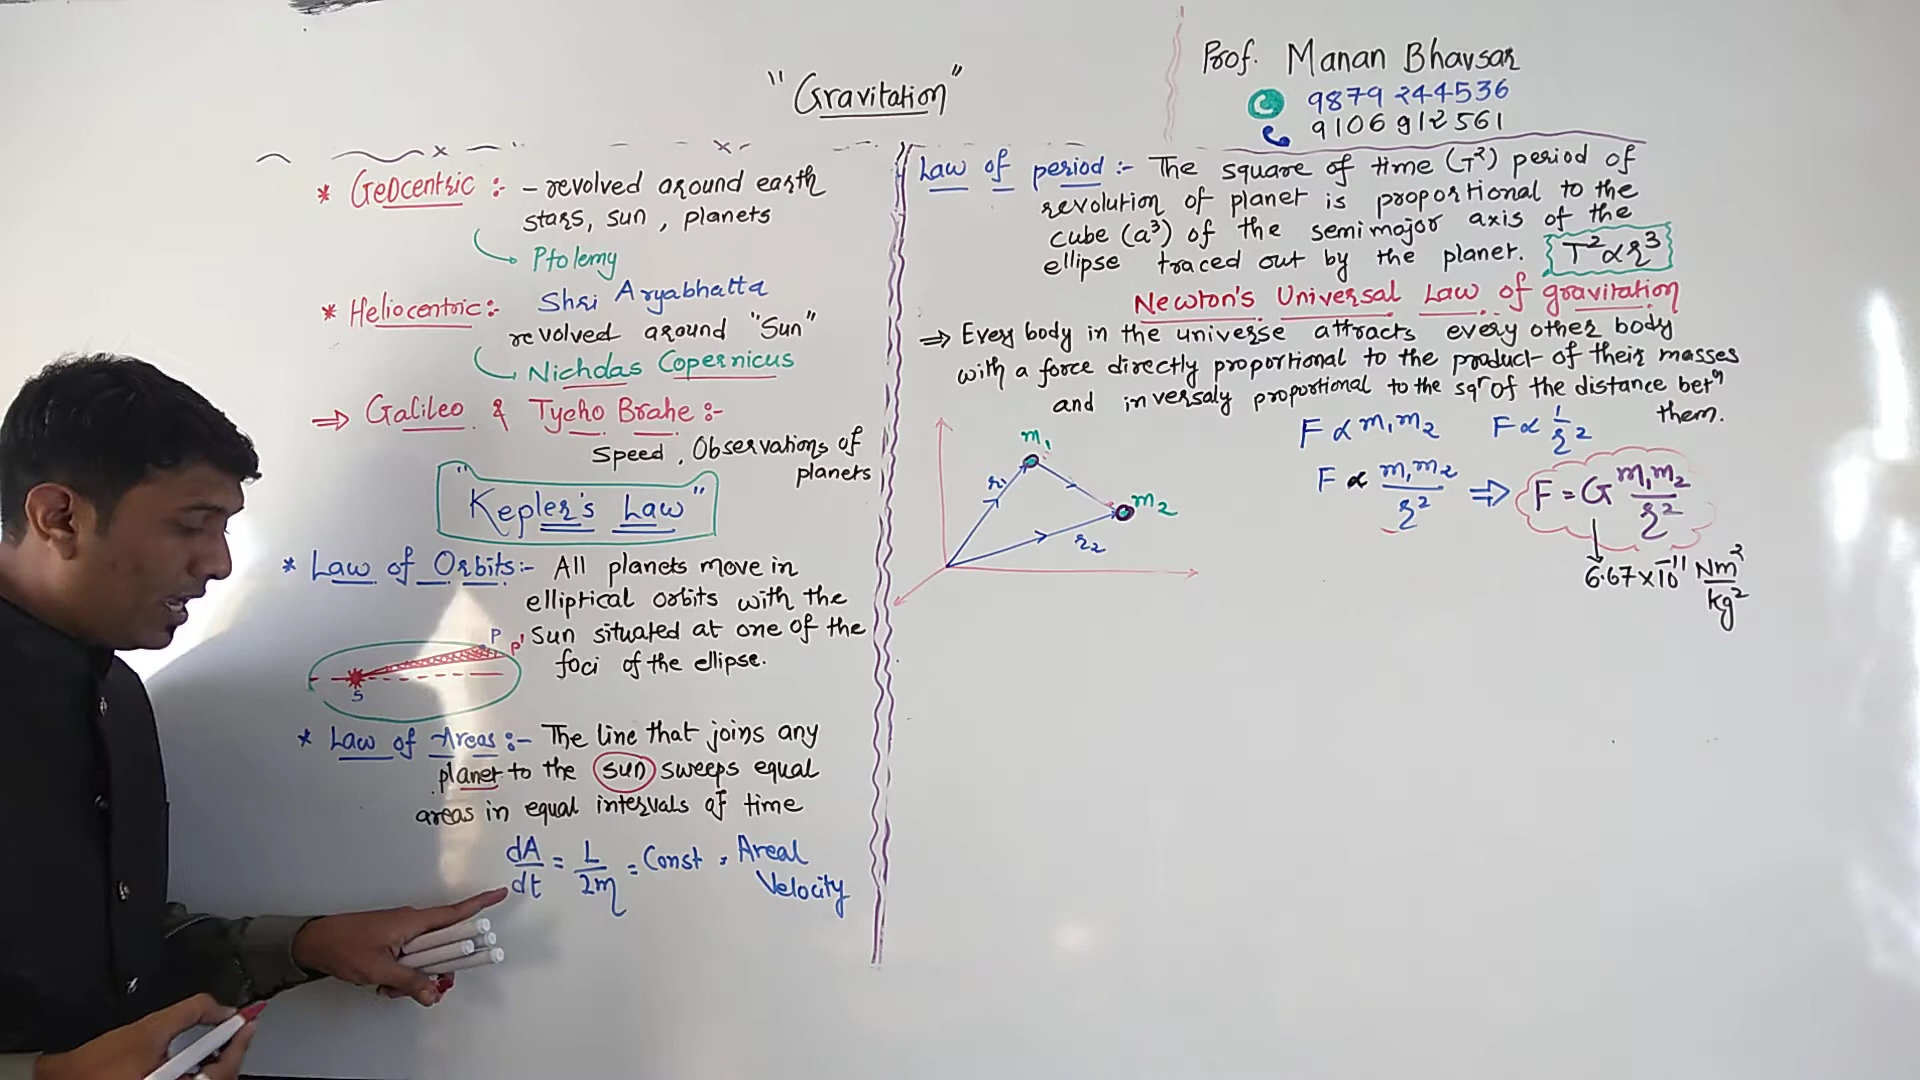 "Gravitation"
Prof. Manan Bhavsar
9879 244536
9106 912561
* Geocentric :- - revolved around earth
stars, sun, planets
Ptolemy
* Heliocentric :- Shri Aryabhatta
revolved around "Sun"
Nicholas Copernicus
⇒ Galileo & Tycho Brahe :-
Speed, Observations of
planets
"Kepler's Law"
* Law of Orbits :- All planets move in
elliptical orbits with the
Sun situated at one of the
foci of the ellipse.
P P'
S
* Law of Areas :- The line that joins any
planet to the sun sweeps equal
areas in equal intervals of time
dA/dt = L/2m = Const = Areal
Velocity
Law of period :- The square of time (T²) period of
revolution of planet is proportional to the
cube (a³) of the semimajor axis of the
ellipse traced out by the planet. T² ∝ r³
Newton's Universal Law of gravitation
⇒ Every body in the universe attracts every other body
with a force directly proportional to the product of their masses
and inversaly proportional to the sqr of the distance betⁿ
them.
F ∝ m₁m₂ F ∝ 1/r²
F ∝ m₁m₂/r² ⇒ F = G m₁m₂/r²
6.67×10⁻¹¹ Nm²/kg²
m₁
r₁
m₂
r₂